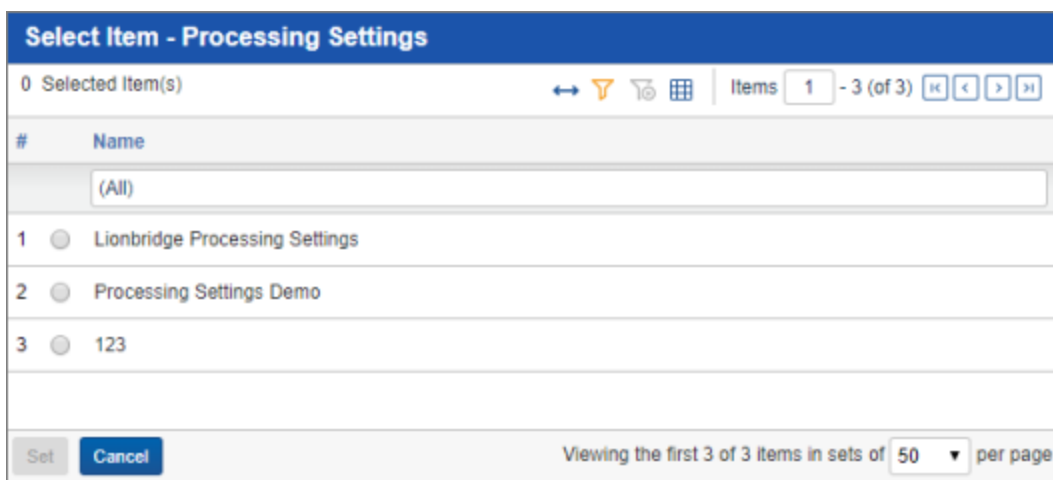 Select Item - Processing Settings
0 Selected Item(s) Items 1 - 3 (of 3)
# Name
(All)
1 Lionbridge Processing Settings
2 Processing Settings Demo
3 123
Set Cancel Viewing the first 3 of 3 items in sets of 50 per page